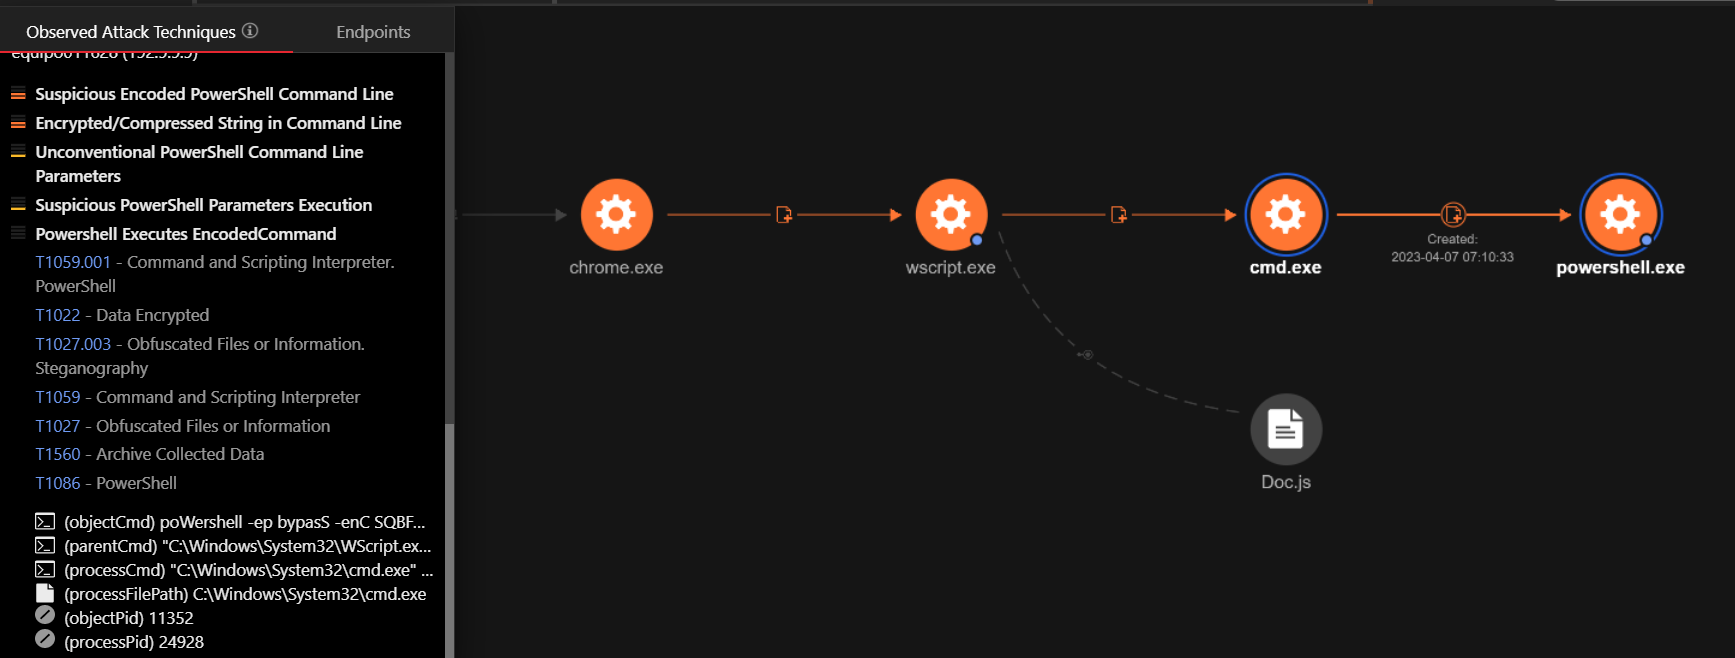 Observed Attack Techniques
Endpoints
Suspicious Encoded PowerShell Command Line
Encrypted/Compressed String in Command Line
Unconventional PowerShell Command Line
Parameters
Suspicious PowerShell Parameters Execution
Powershell Executes EncodedCommand
T1059.001 - Command and Scripting Interpreter.
PowerShell
T1022 - Data Encrypted
T1027.003 - Obfuscated Files or Information.
Steganography
T1059 - Command and Scripting Interpreter
T1027 - Obfuscated Files or Information
T1560 - Archive Collected Data
T1086 - PowerShell
(objectCmd) poWershell -ep bypasS -enC SQBF...
(parentCmd) "C:\Windows\System32\WScript.ex...
(processCmd) "C:\Windows\System32\cmd.exe" ...
(processFilePath) C:\Windows\System32\cmd.exe
(objectPid) 11352
(processPid) 24928
chrome.exe
wscript.exe
cmd.exe
Created:
2023-04-07 07:10:33
powershell.exe
Doc.js